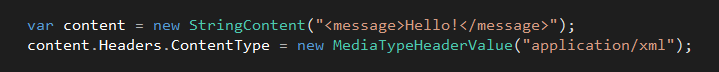 var content = new StringContent("<message>Hello!</message>");
content.Headers.ContentType = new MediaTypeHeaderValue("application/xml");